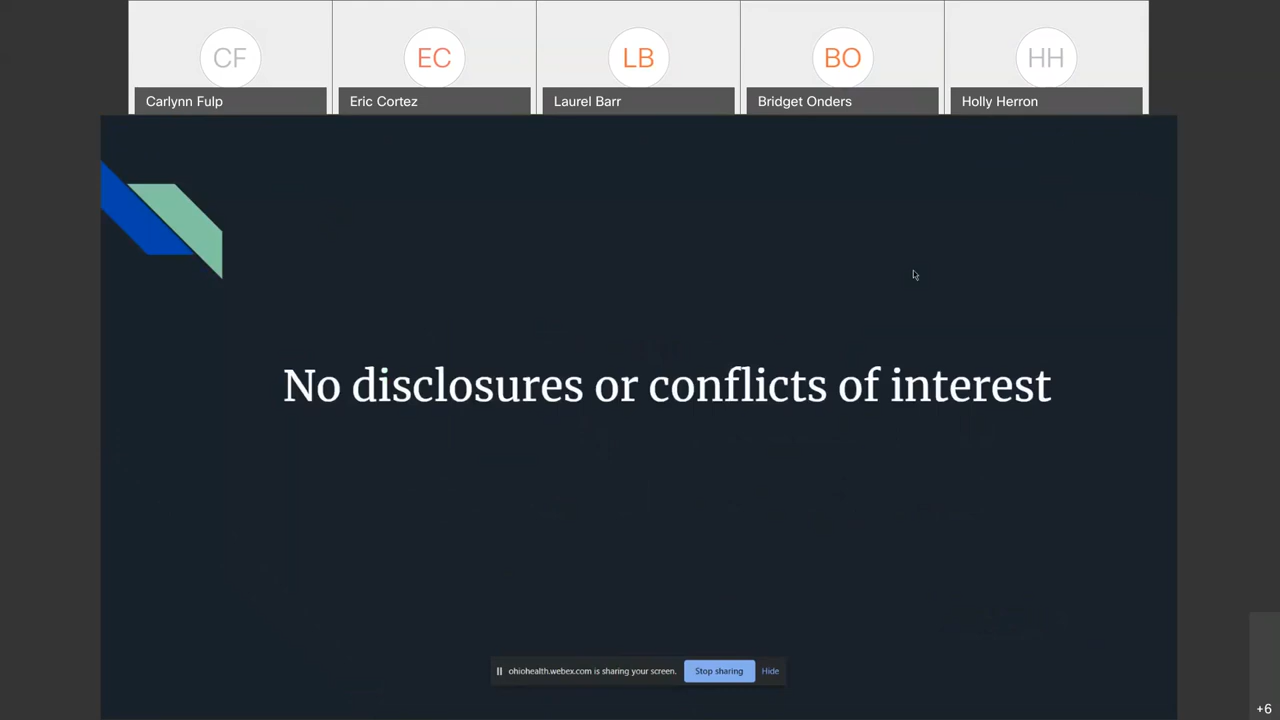 CF
EC
LB
BO
HH
Carlynn Fulp
Eric Cortez
Laurel Barr
Bridget Onders
Holly Herron
No disclosures or conflicts of interest
ohiohealth.webex.com is sharing your screen.
Stop sharing
Hide
+6